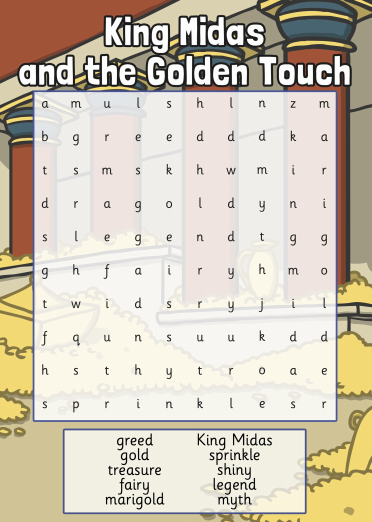 King Midas
and the Golden Touch
a m u l s h l n z m
b g r e e d d d k a
t s m s k h w m i r
d r a g o l d y n i
s l e g e n d t g g
g h f a i r y h m o
t w i d s r y j i l
f q u n s u u k d d
h s t h y t r o a e
s p r i n k l e s r
greed King Midas
gold sprinkle
treasure shiny
fairy legend
marigold myth